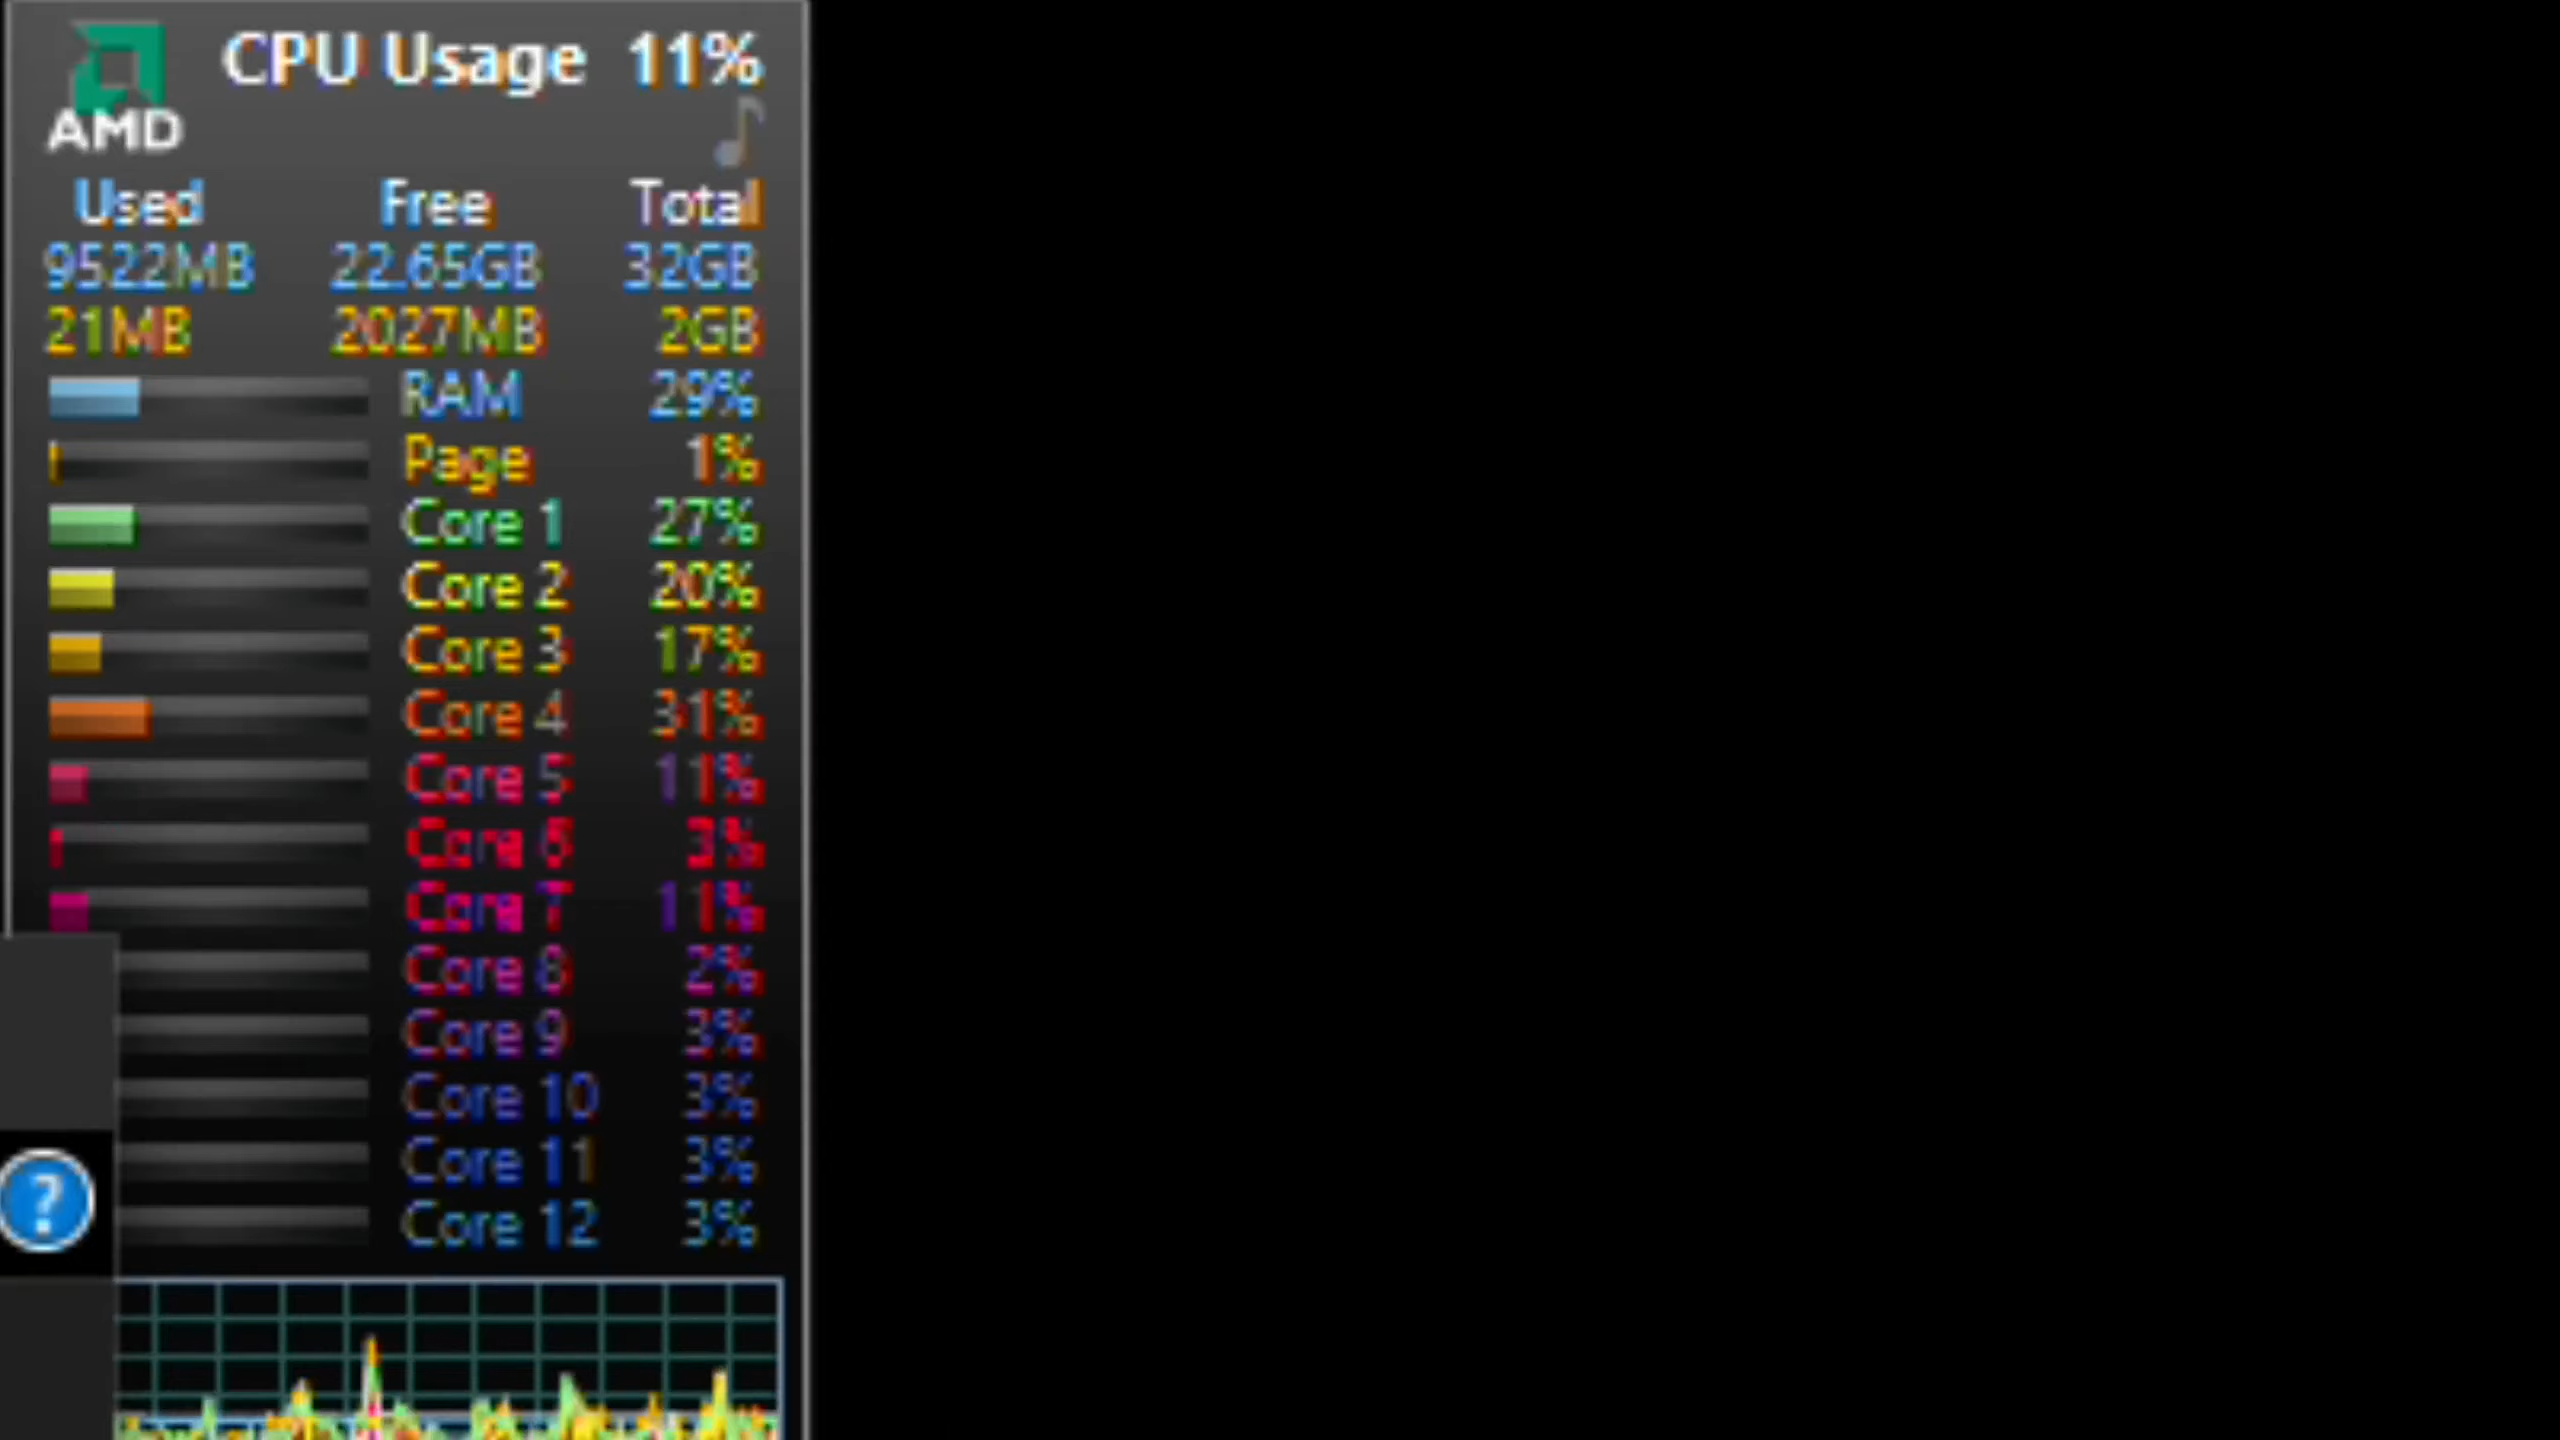 CPU Usage 11%
AMD
Used Free Total
9522MB 22.65GB 32GB
21MB 2027MB 2GB
RAM 29%
Page 1%
Core 1 27%
Core 2 20%
Core 3 17%
Core 4 31%
Core 5 11%
Core 6 3%
Core 7 11%
Core 8 2%
Core 9 3%
Core 10 3%
Core 11 3%
Core 12 3%
?